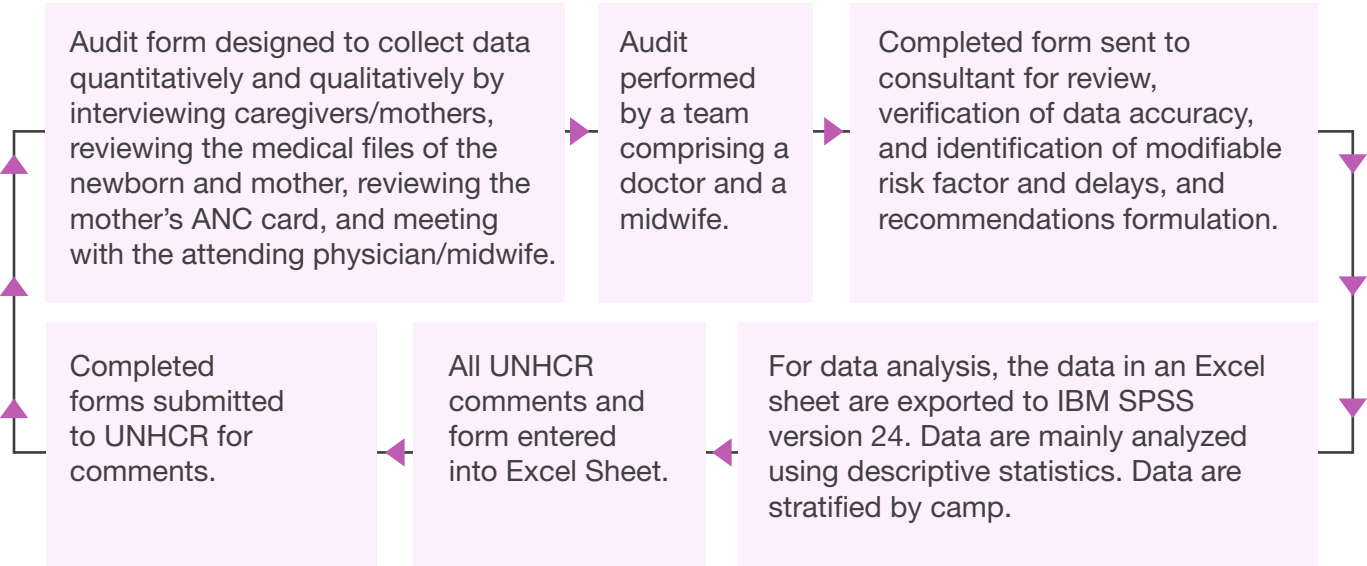 Audit form designed to collect data
quantitatively and qualitatively by
interviewing caregivers/mothers,
reviewing the medical files of the
newborn and mother, reviewing the
mother’s ANC card, and meeting
with the attending physician/midwife.
Audit
performed
by a team
comprising a
doctor and a
midwife.
Completed form sent to
consultant for review,
verification of data accuracy,
and identification of modifiable
risk factor and delays, and
recommendations formulation.
Completed
forms submitted
to UNHCR for
comments.
All UNHCR
comments and
form entered
into Excel Sheet.
For data analysis, the data in an Excel
sheet are exported to IBM SPSS
version 24. Data are mainly analyzed
using descriptive statistics. Data are
stratified by camp.